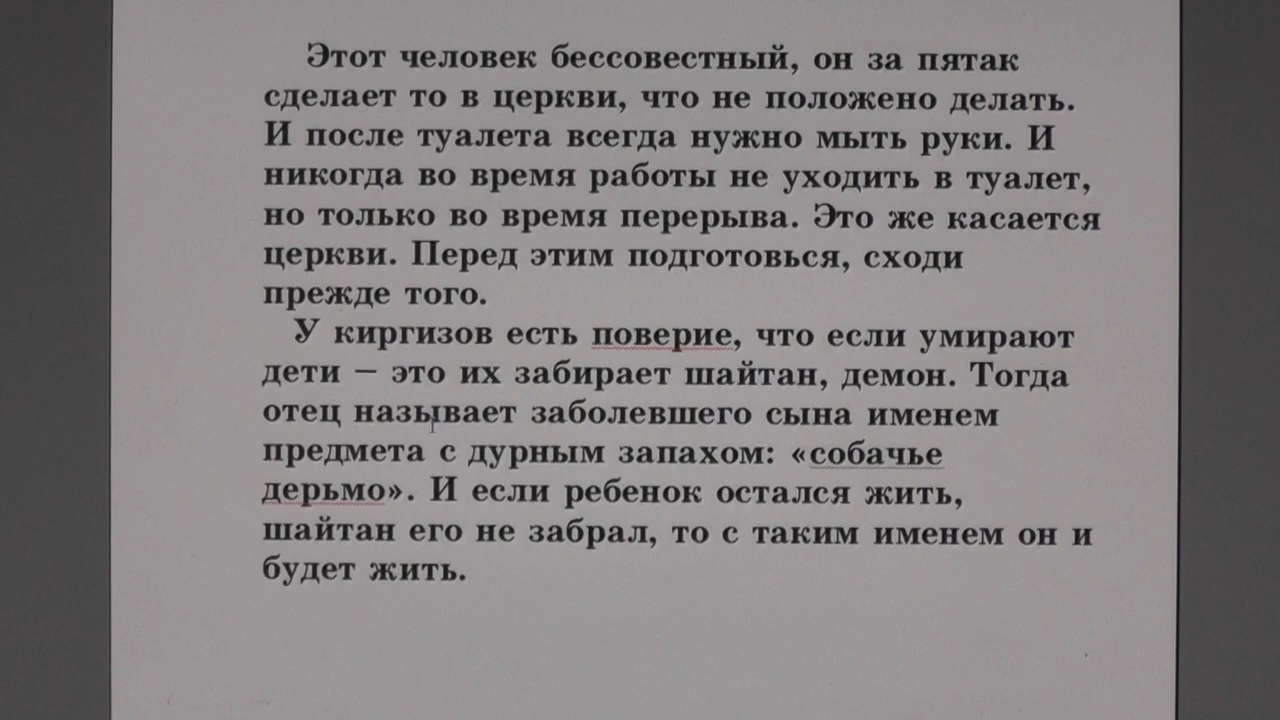 Этот человек бессовестный, он за пятак
сделает то в церкви, что не положено делать.
И после туалета всегда нужно мыть руки. И
никогда во время работы не уходить в туалет,
но только во время перерыва. Это же касается
церкви. Перед этим подготовься, сходи
прежде того.
У киргизов есть поверие, что если умирают
дети – это их забирает шайтан, демон. Тогда
отец называет заболевшего сына именем
предмета с дурным запахом: «собачье
дерьмо». И если ребенок остался жить,
шайтан его не забрал, то с таким именем он и
будет жить.